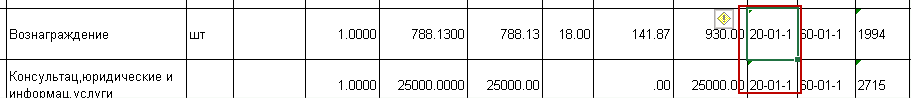 Вознаграждение шт 1.0000 788.1300 788.13 18.00 141.87 930.00 20-01-1 60-01-1 1994
Консультац,юридические и
информац.услуги 1.0000 25000.0000 25000.00 .00 25000.00 20-01-1 60-01-1 2715